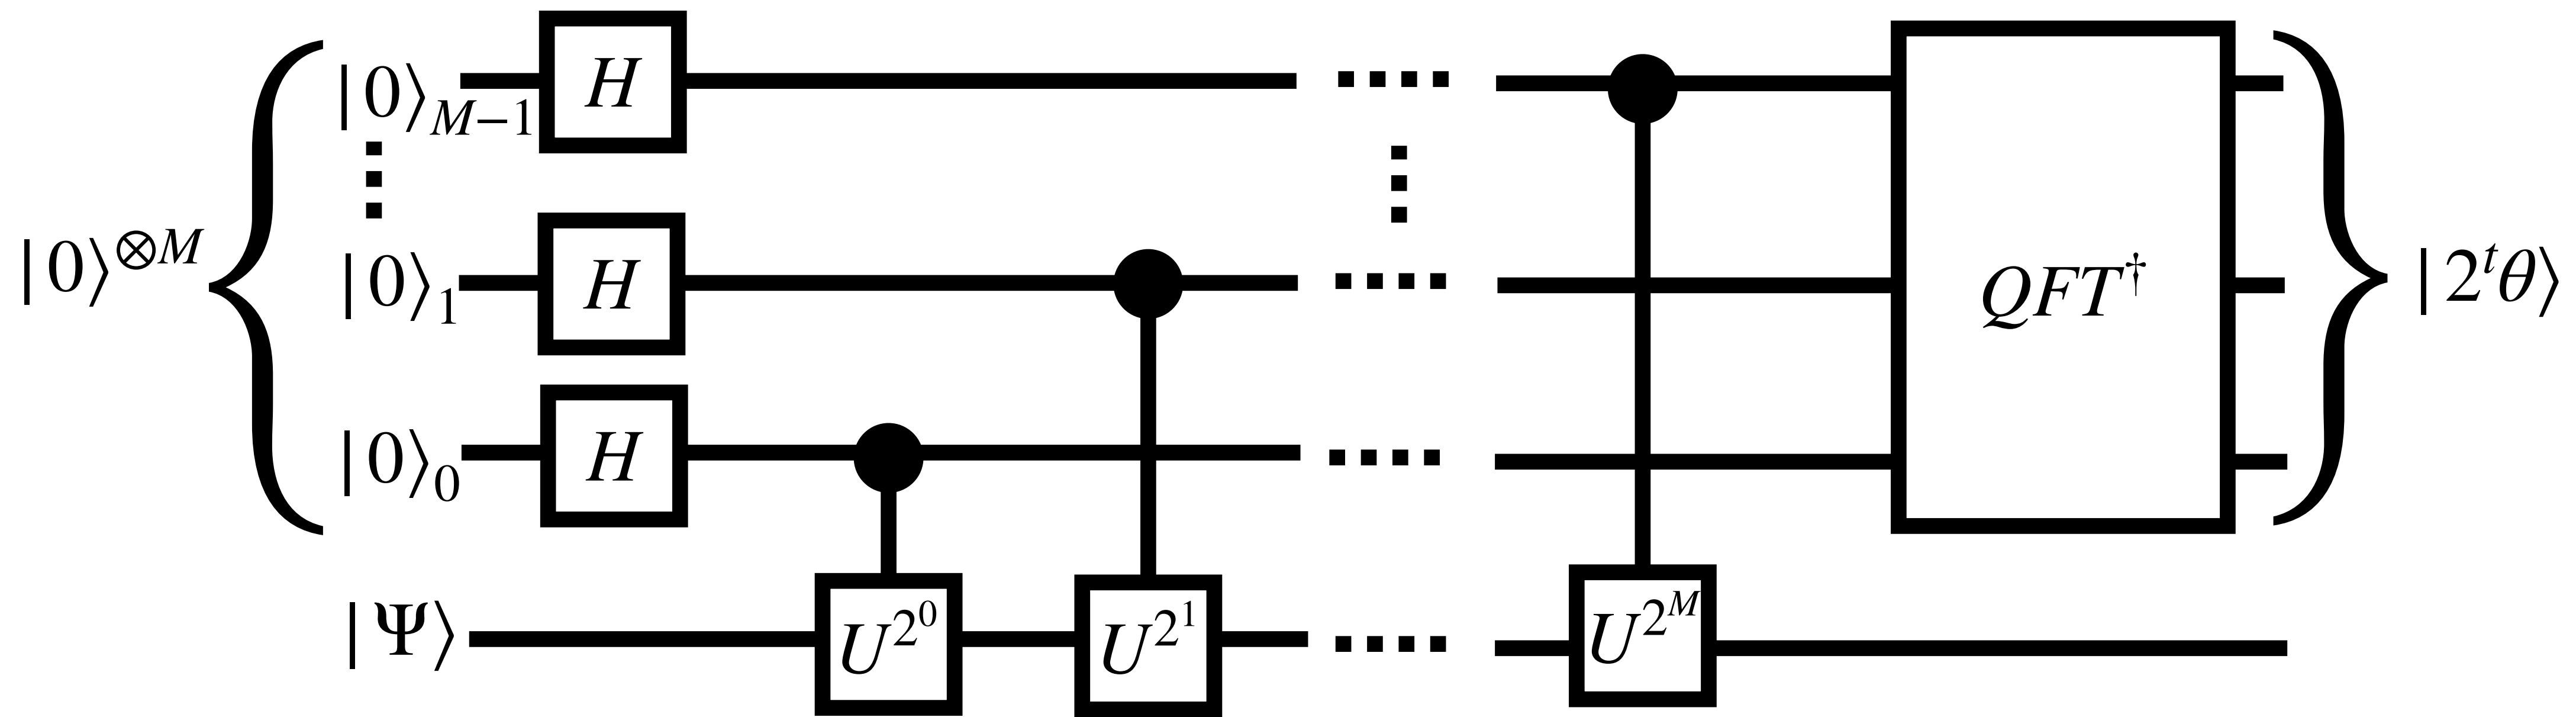 |0⟩_{M−1} H
|0⟩^{⊗M} |0⟩_1 H QFT^† |2^tθ⟩
|0⟩_0 H
|Ψ⟩ U^{2^0} U^{2^1} U^{2^M}